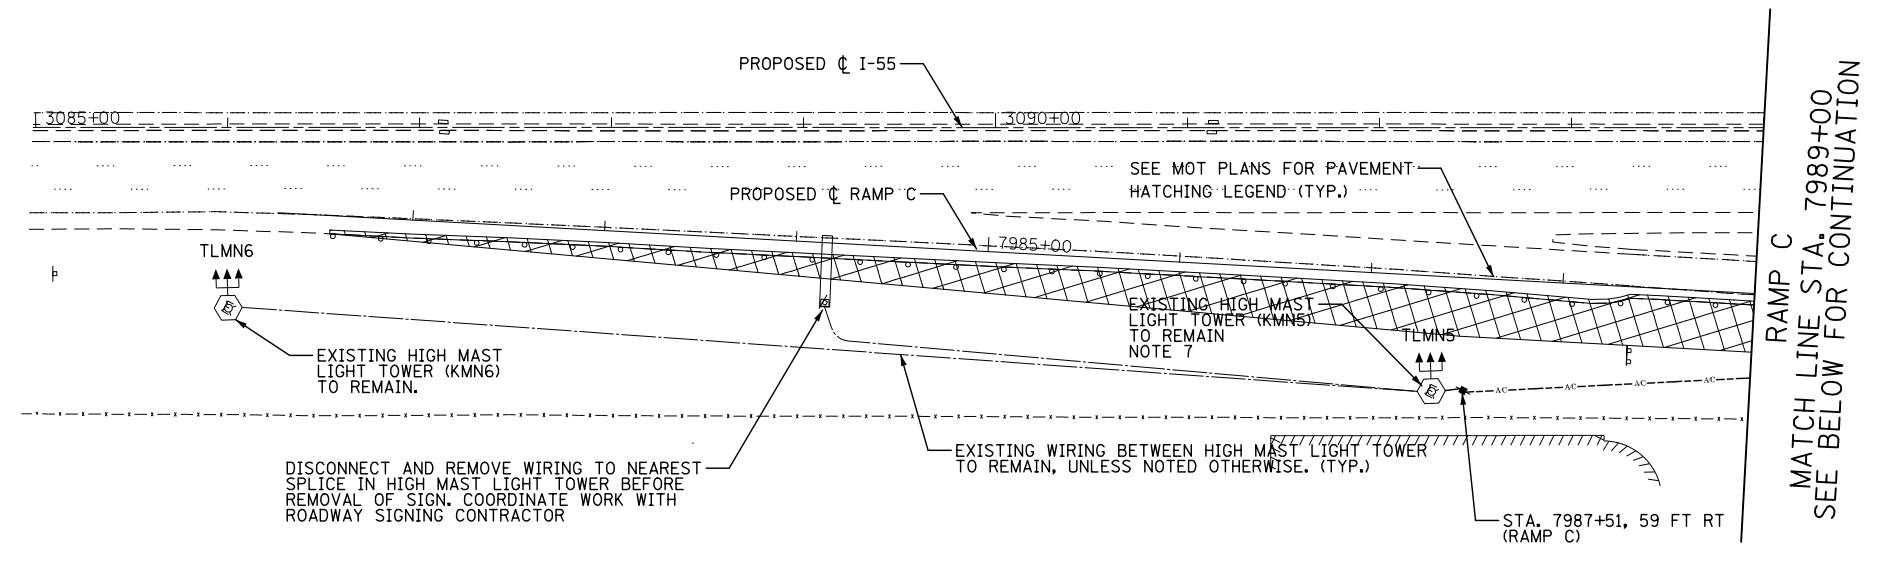 PROPOSED ℄ I-55
3085+00
3090+00
SEE MOT PLANS FOR PAVEMENT
HATCHING LEGEND (TYP.)
PROPOSED ℄ RAMP C
7985+00
TLMN6
EXISTING HIGH MAST
LIGHT TOWER (KMN5)
TO REMAIN
NOTE 7
TLMN5
EXISTING HIGH MAST
LIGHT TOWER (KMN6)
TO REMAIN.
A/C A/C A/C A/C
EXISTING WIRING BETWEEN HIGH MAST LIGHT TOWER
TO REMAIN, UNLESS NOTED OTHERWISE. (TYP.)
DISCONNECT AND REMOVE WIRING TO NEAREST
SPLICE IN HIGH MAST LIGHT TOWER BEFORE
REMOVAL OF SIGN. COORDINATE WORK WITH
ROADWAY SIGNING CONTRACTOR
STA. 7987+51, 59 FT RT
(RAMP C)
RAMP C
MATCH LINE STA. 7989+00
SEE BELOW FOR CONTINUATION